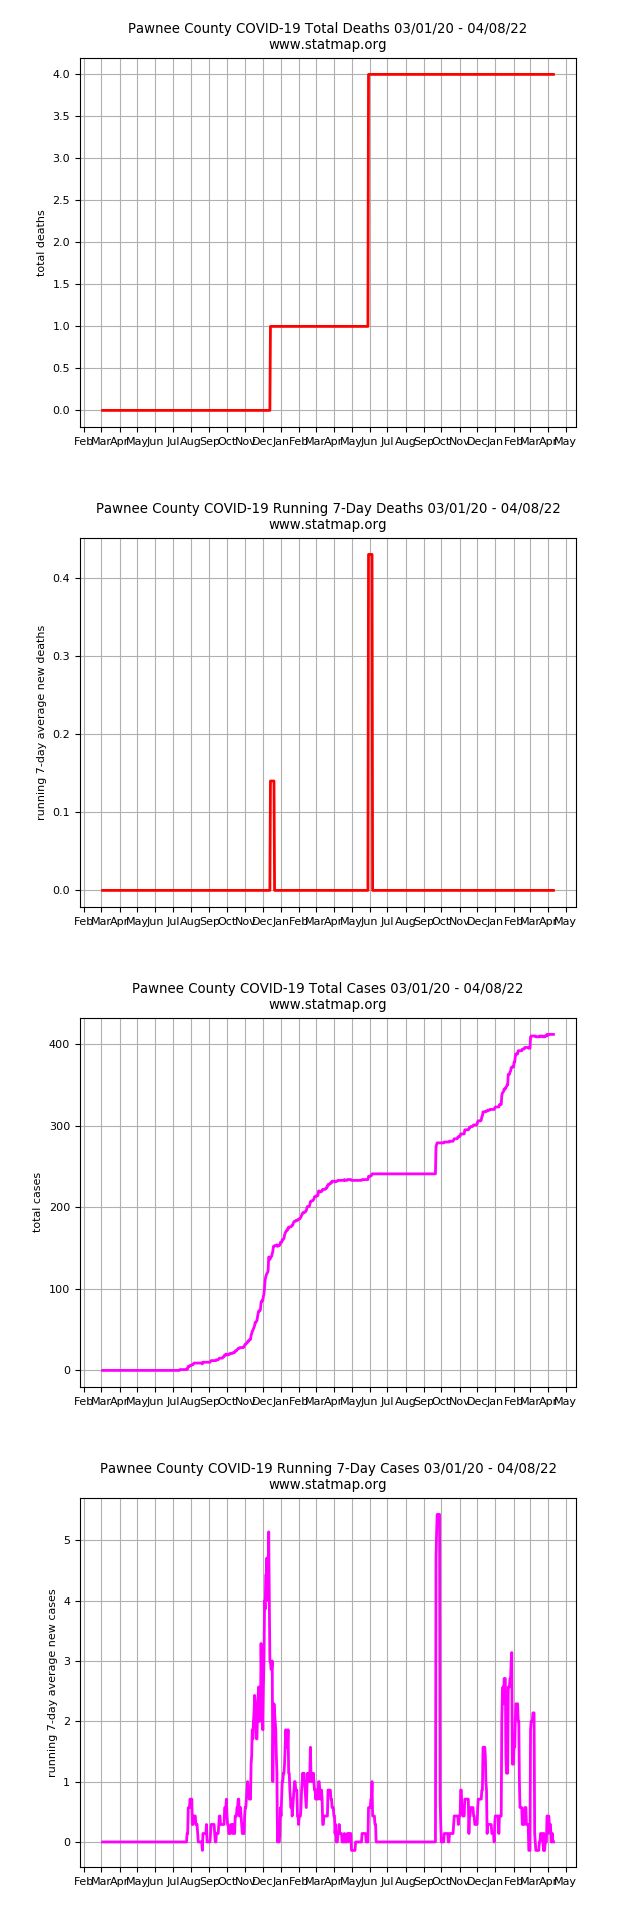 Pawnee County COVID-19 Total Deaths 03/01/20 - 04/08/22
www.statmap.org
4.0
3.5
3.0
2.5
2.0
1.5
1.0
0.5
0.0
total deaths
Feb Mar Apr May Jun Jul Aug Sep Oct Nov Dec Jan Feb Mar Apr May Jun Jul Aug Sep Oct Nov Dec Jan Feb Mar Apr May
Pawnee County COVID-19 Running 7-Day Deaths 03/01/20 - 04/08/22
www.statmap.org
0.4
0.3
0.2
0.1
0.0
running 7-day average new deaths
Feb Mar Apr May Jun Jul Aug Sep Oct Nov Dec Jan Feb Mar Apr May Jun Jul Aug Sep Oct Nov Dec Jan Feb Mar Apr May
Pawnee County COVID-19 Total Cases 03/01/20 - 04/08/22
www.statmap.org
400
300
200
100
0
total cases
Feb Mar Apr May Jun Jul Aug Sep Oct Nov Dec Jan Feb Mar Apr May Jun Jul Aug Sep Oct Nov Dec Jan Feb Mar Apr May
Pawnee County COVID-19 Running 7-Day Cases 03/01/20 - 04/08/22
www.statmap.org
5
4
3
2
1
0
running 7-day average new cases
Feb Mar Apr May Jun Jul Aug Sep Oct Nov Dec Jan Feb Mar Apr May Jun Jul Aug Sep Oct Nov Dec Jan Feb Mar Apr May